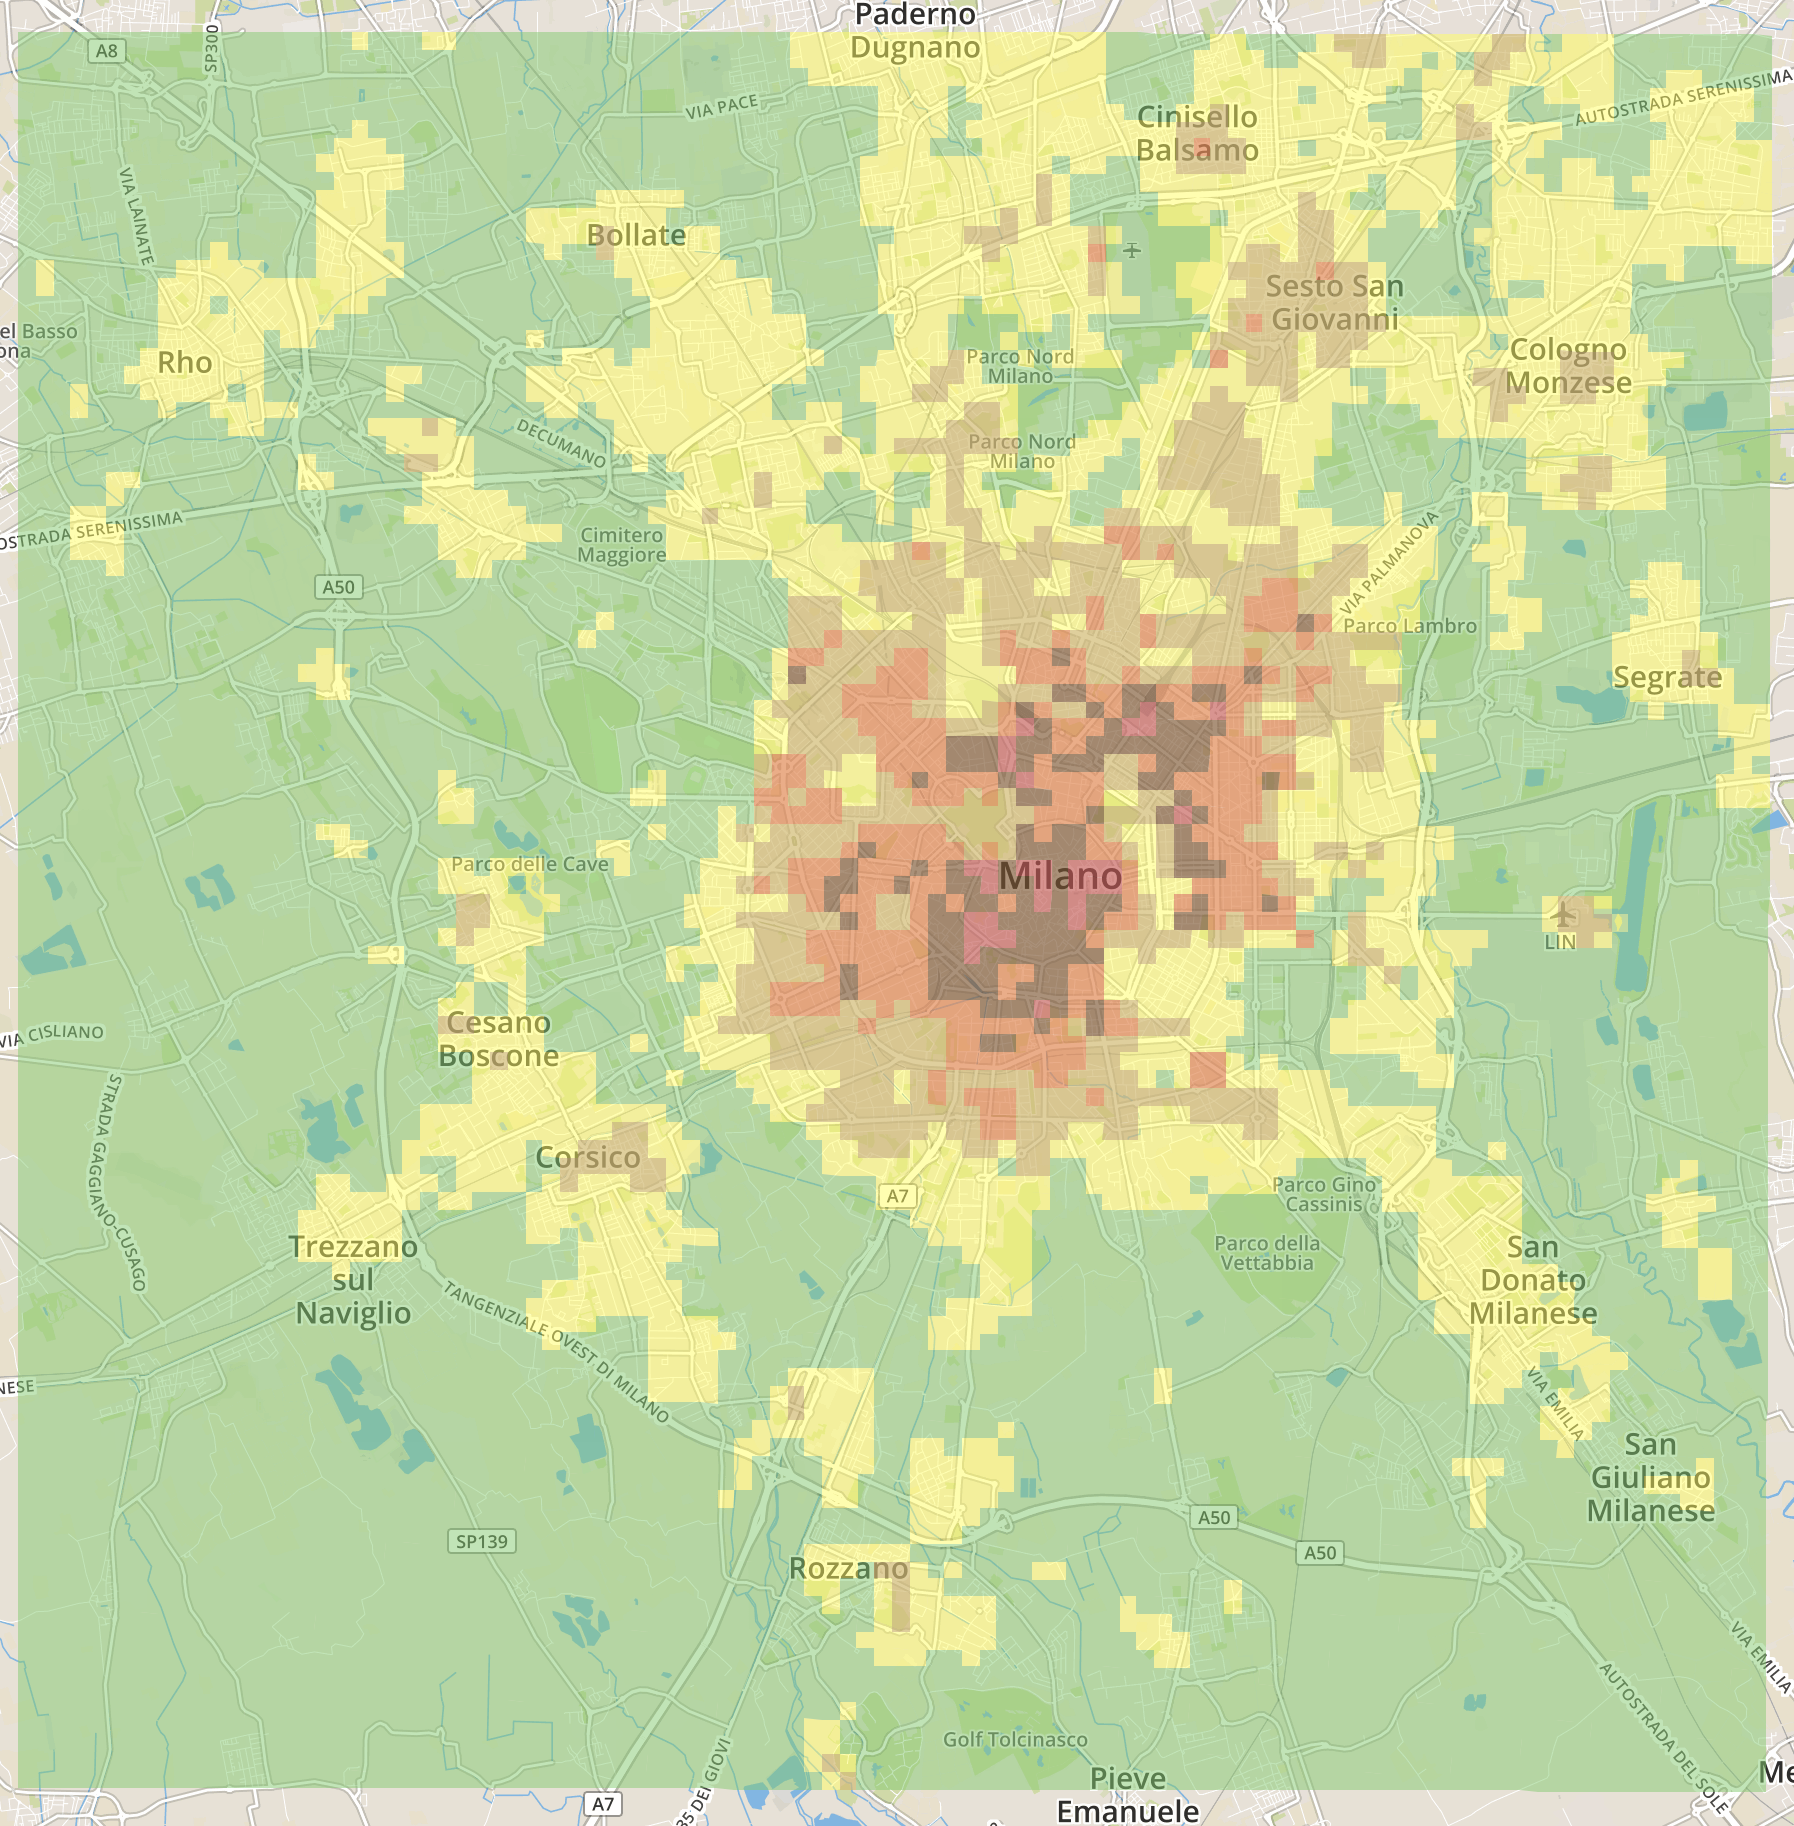 Paderno
Dugnano
A8
SP300
VIA PACE
AUTOSTRADA SERENISSIMA
Cinisello
Balsamo
VIA LAINATE
Bollate
Sesto San
Giovanni
el Basso
ona
Rho
Parco Nord
Milano
Cologno
Monzese
DECUMANO
Parco Nord
Milano
OSTRADA SERENISSIMA
Cimitero
Maggiore
VIA PALMANOVA
A50
Parco Lambro
Segrate
Parco delle Cave
Milano
LIN
VIA CISLIANO
Cesano
Boscone
STRADA GAGGIANO-CUSAGO
Corsico
A7
Parco Gino
Cassinis
Trezzano
sul
Naviglio
Parco della
Vettabbia
San
Donato
Milanese
TANGENZIALE OVEST DI MILANO
NESE
VIA EMILIA
San
Giuliano
Milanese
A50
SP139
A50
Rozzano
VIA EMILIA
AUTOSTRADA DEL SOLE
Golf Tolcinasco
Pieve
Emanuele
Me
A7
35 DEI GIOVI